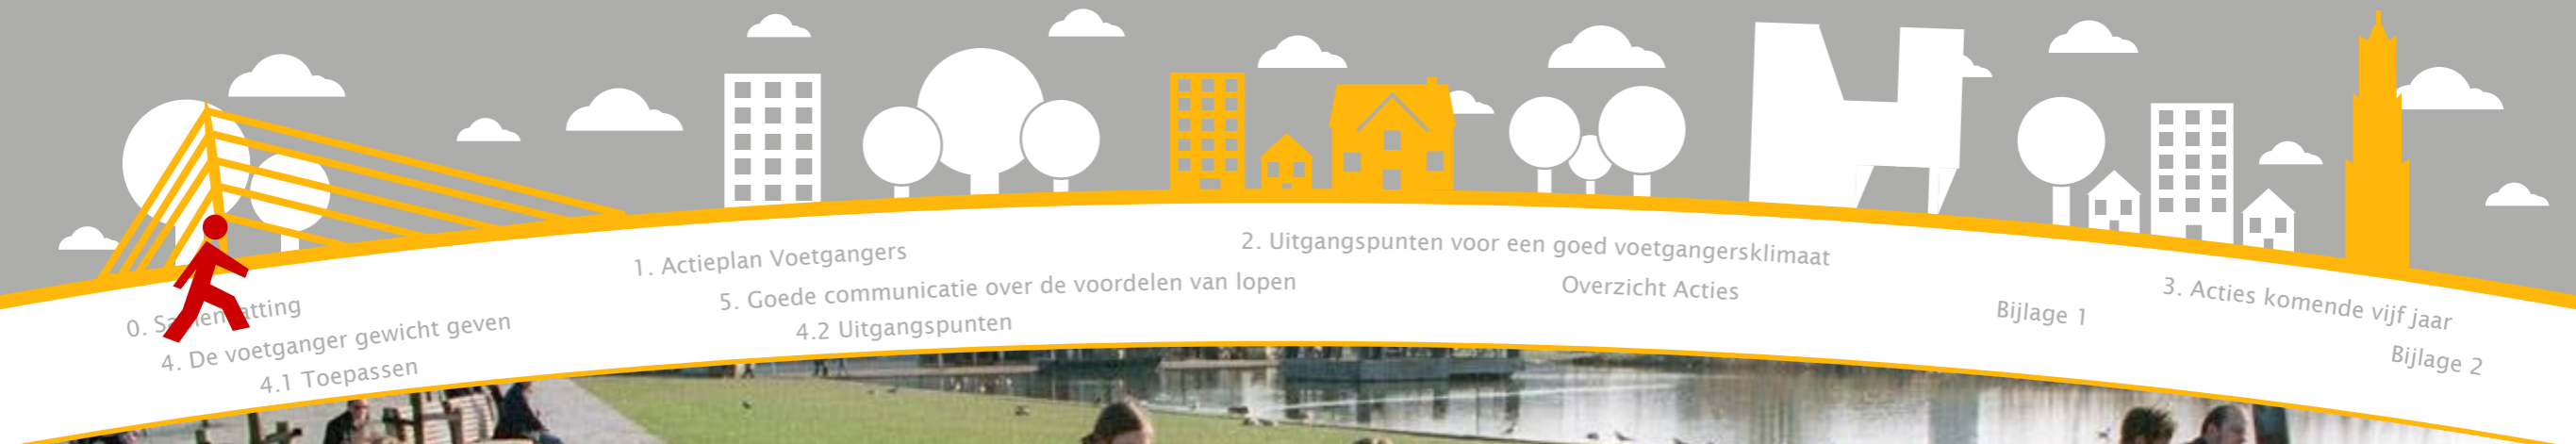 0. Samenvatting
1. Actieplan Voetgangers
2. Uitgangspunten voor een goed voetgangersklimaat
3. Acties komende vijf jaar
4. De voetganger gewicht geven
4.1 Toepassen
4.2 Uitgangspunten
5. Goede communicatie over de voordelen van lopen
Overzicht Acties
Bijlage 1
Bijlage 2